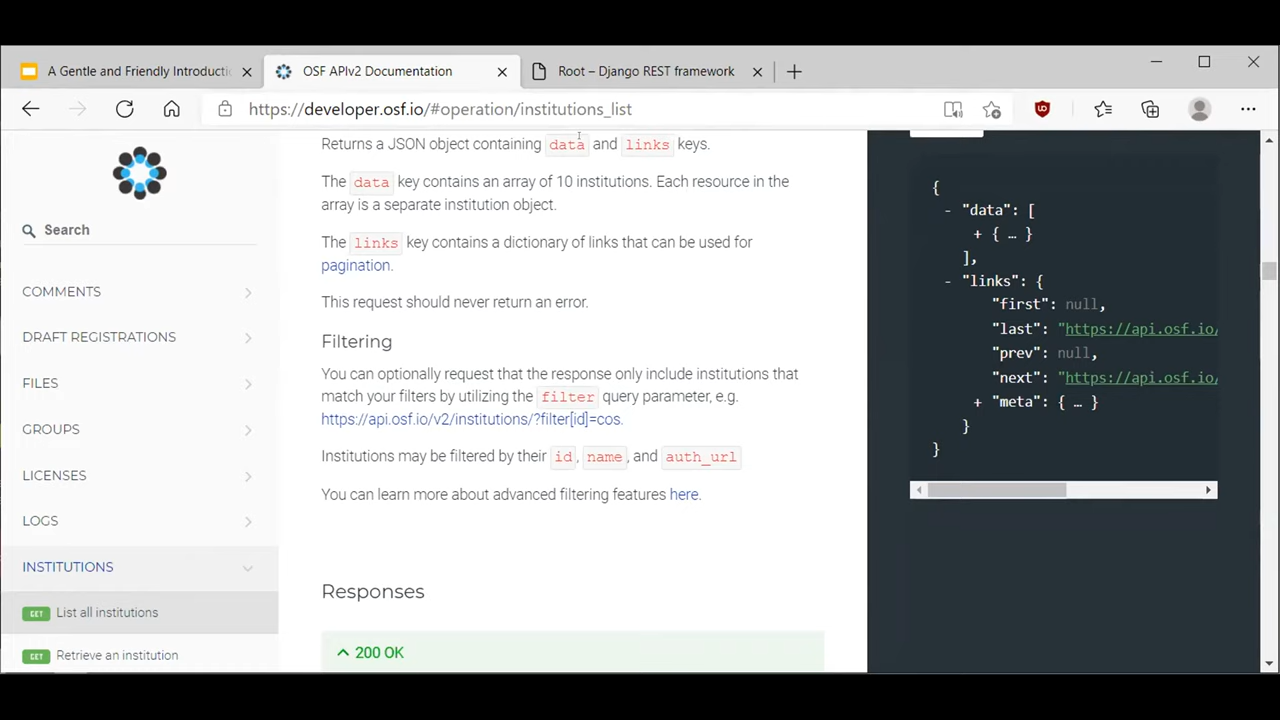 A Gentle and Friendly Introducti
OSF APIv2 Documentation
Root – Django REST framework
https://developer.osf.io/#operation/institutions_list
Search
COMMENTS
DRAFT REGISTRATIONS
FILES
GROUPS
LICENSES
LOGS
INSTITUTIONS
GET List all institutions
GET Retrieve an institution
Returns a JSON object containing data and links keys.
The data key contains an array of 10 institutions. Each resource in the
array is a separate institution object.
The links key contains a dictionary of links that can be used for
pagination.
This request should never return an error.
Filtering
You can optionally request that the response only include institutions that
match your filters by utilizing the filter query parameter, e.g.
https://api.osf.io/v2/institutions/?filter[id]=cos.
Institutions may be filtered by their id, name, and auth_url
You can learn more about advanced filtering features here.
Responses
200 OK
{
- "data": [
+ { … }
],
- "links": {
"first": null,
"last": "https://api.osf.io/
"prev": null,
"next": "https://api.osf.io/
+ "meta": { … }
}
}